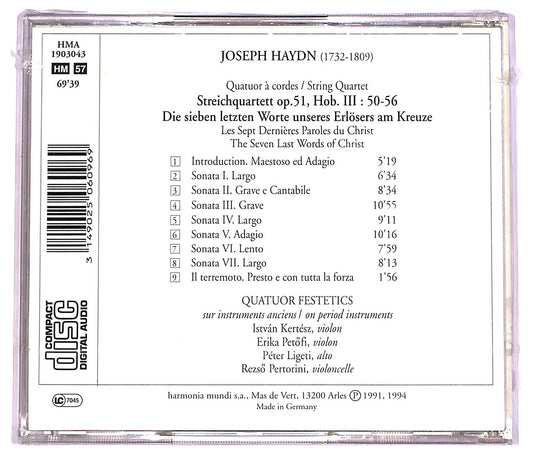 HMA
1903043
HM 57
69'39
JOSEPH HAYDN (1732-1809)
Quatuor à cordes / String Quartet
Streichquartett op.51, Hob. III : 50-56
Die sieben letzten Worte unseres Erlösers am Kreuze
Les Sept Dernières Paroles du Christ
The Seven Last Words of Christ
1 Introduction. Maestoso ed Adagio 5'19
2 Sonata I. Largo 6'34
3 Sonata II. Grave e Cantabile 8'34
4 Sonata III. Grave 10'55
5 Sonata IV. Largo 9'11
6 Sonata V. Adagio 10'16
7 Sonata VI. Lento 7'59
8 Sonata VII. Largo 8'13
9 Il terremoto. Presto e con tutta la forza 1'56
QUATUOR FESTETICS
sur instruments anciens / on period instruments
István Kertész, violon
Erika Petőfi, violon
Péter Ligeti, alto
Rezső Pertorini, violoncelle
harmonia mundi s.a., Mas de Vert, 13200 Arles Ⓟ 1991, 1994
Made in Germany
3 149025 060969
COMPACT
disc
DIGITAL AUDIO
LC 7045